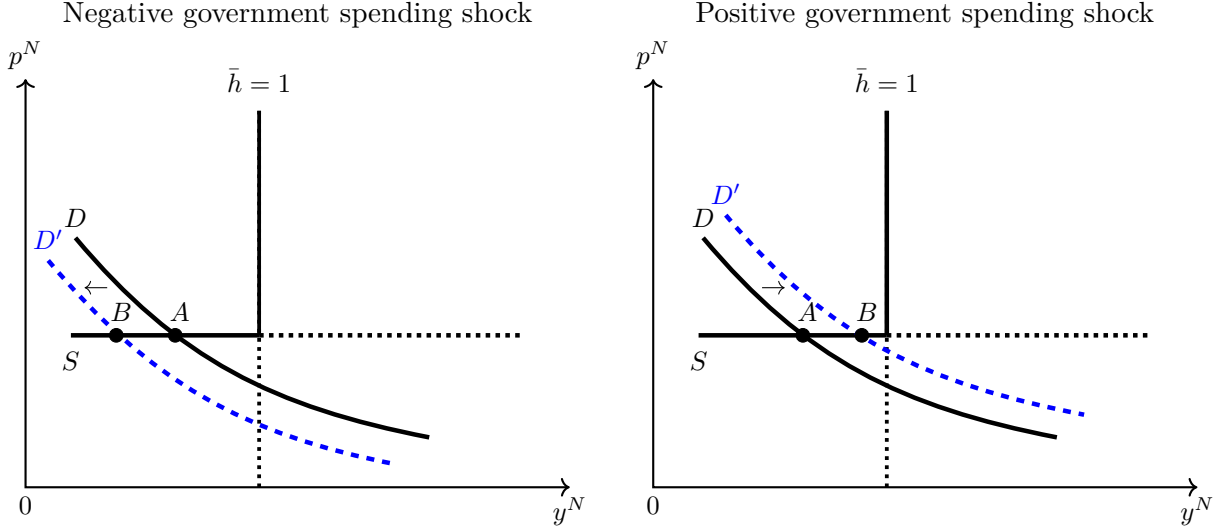 Negative government spending shock
p^N
h̄ = 1
D
D′
B
A
S
0
y^N
Positive government spending shock
p^N
h̄ = 1
D′
D
A
B
S
0
y^N